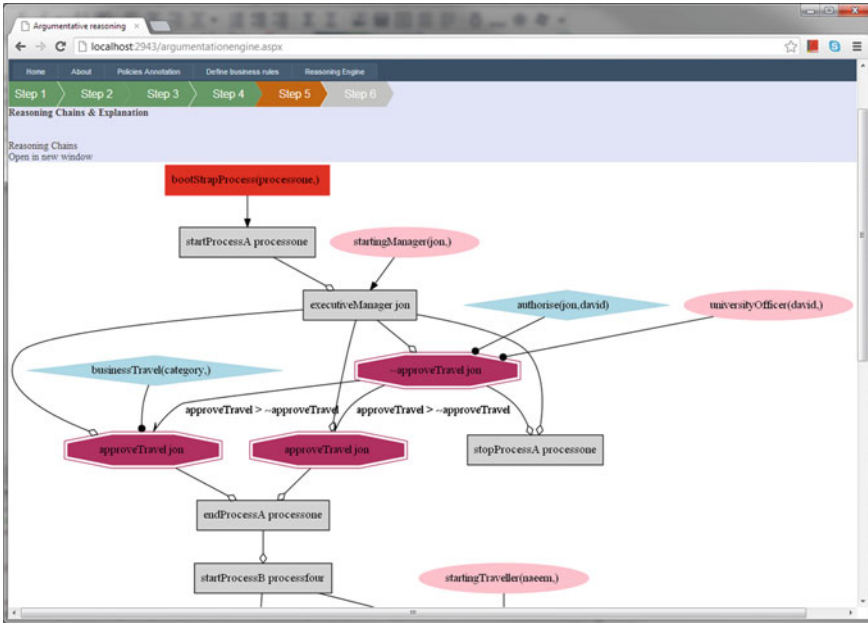 Argumentative reasoning
localhost:2943/argumentationengine.aspx
Home About Policies Annotation Define business rules Reasoning Engine
Step 1 Step 2 Step 3 Step 4 Step 5 Step 6
Reasoning Chains & Explanation
Reasoning Chains
Open in new window
bootStrapProcess(processone,)
startProcessA processone
startingManager(jon,)
executiveManager jon
authorise(jon,david)
universityOfficer(david,)
businessTravel(category,)
~approveTravel jon
approveTravel > ~approveTravel
approveTravel > ~approveTravel
approveTravel jon
approveTravel jon
stopProcessA processone
endProcessA processone
startProcessB processfour
startingTraveller(naeem,)